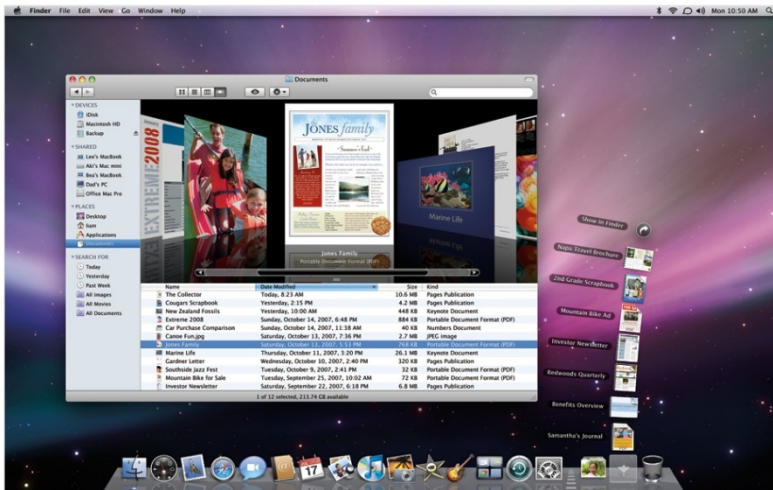 Finder File Edit View Go Window Help
Mon 10:50 AM
Documents
DEVICES
iDisk
Macintosh HD
Backup
SHARED
Lee's MacBook
Aki's Mac mini
Bea's MacBook
Dad's PC
Office Mac Pro
PLACES
Desktop
Sam
Applications
Documents
SEARCH FOR
Today
Yesterday
Past Week
All Images
All Movies
All Documents
January
EXTREME 2008
JONES family
Summer's End
Marine Life
Jones Family
Portable Document Format (PDF)
Name Date Modified Size Kind
The Collector Today, 8:23 AM 10.6 MB Pages Publication
Cougars Scrapbook Yesterday, 2:15 PM 4.2 MB Pages Publication
New Zealand Fossils Yesterday, 10:00 AM 448 KB Keynote Document
Extreme 2008 Sunday, October 14, 2007, 6:48 PM 884 KB Portable Document Format (PDF)
Car Purchase Comparison Sunday, October 14, 2007, 11:38 AM 40 KB Numbers Document
Canoe Fun.jpg Saturday, October 13, 2007, 7:36 PM 2.7 MB JPEG image
Jones Family Saturday, October 13, 2007, 5:53 PM 768 KB Portable Document Format (PDF)
Marine Life Thursday, October 11, 2007, 3:20 PM 26.1 MB Keynote Document
Gardner Letter Wednesday, October 10, 2007, 2:40 PM 320 KB Pages Publication
Southside Jazz Fest Tuesday, October 9, 2007, 2:41 PM 32 KB Portable Document Format (PDF)
Mountain Bike for Sale Tuesday, September 25, 2007, 10:02 AM 72 KB Pages Publication
Investor Newsletter Saturday, September 22, 2007, 6:18 PM 6.8 MB Pages Publication
1 of 12 selected, 213.74 GB available
Show in Finder
Napa Travel Brochure
2nd Grade Scrapbook
Mountain Bike Ad
Investor Newsletter
Redwoods Quarterly
Benefits Overview
Samantha's Journal
17